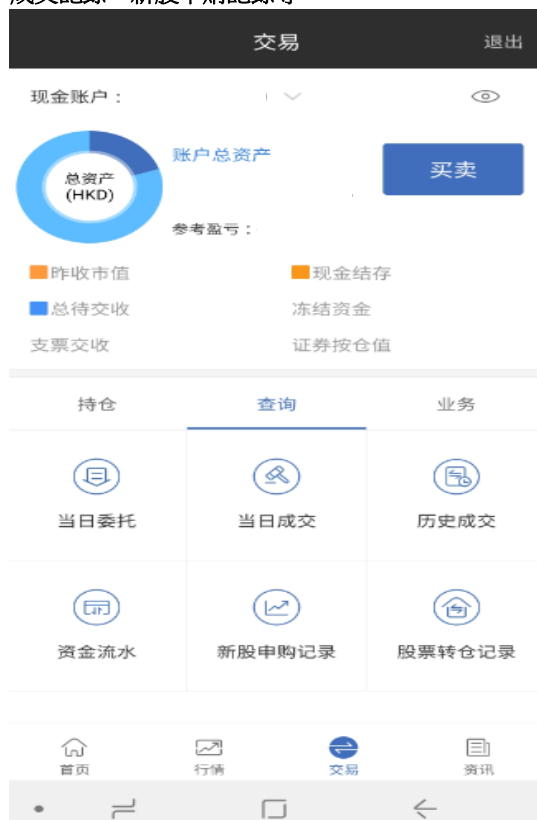 交易 退出
现金账户：
总资产
(HKD)
账户总资产
买卖
参考盈亏：
昨收市值 现金结存
总待交收 冻结资金
支票交收 证券按仓值
持仓 查询 业务
当日委托 当日成交 历史成交
资金流水 新股申购记录 股票转仓记录
首页 行情 交易 资讯